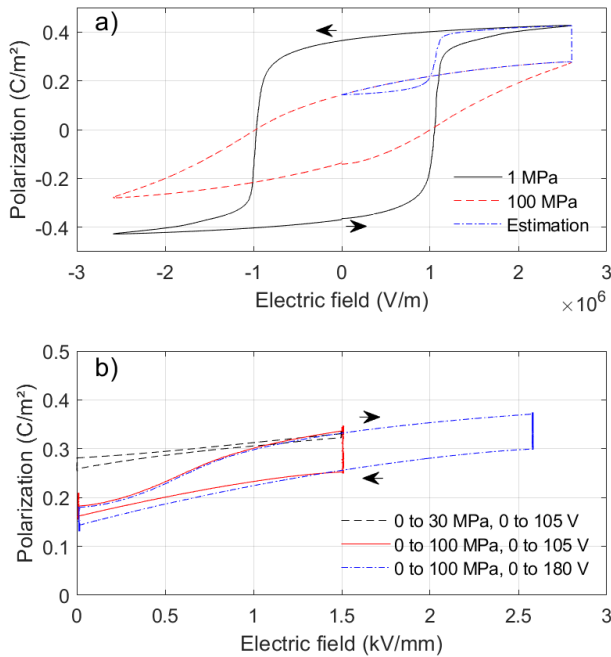 a)
0.4
0.2
0
-0.2
-0.4
Polarization (C/m²)
1 MPa
100 MPa
Estimation
-3 -2 -1 0 1 2 3
Electric field (V/m)
×10⁶
b)
0.5
0.4
0.3
0.2
0.1
0
Polarization (C/m²)
0 to 30 MPa, 0 to 105 V
0 to 100 MPa, 0 to 105 V
0 to 100 MPa, 0 to 180 V
0 0.5 1 1.5 2 2.5 3
Electric field (kV/mm)